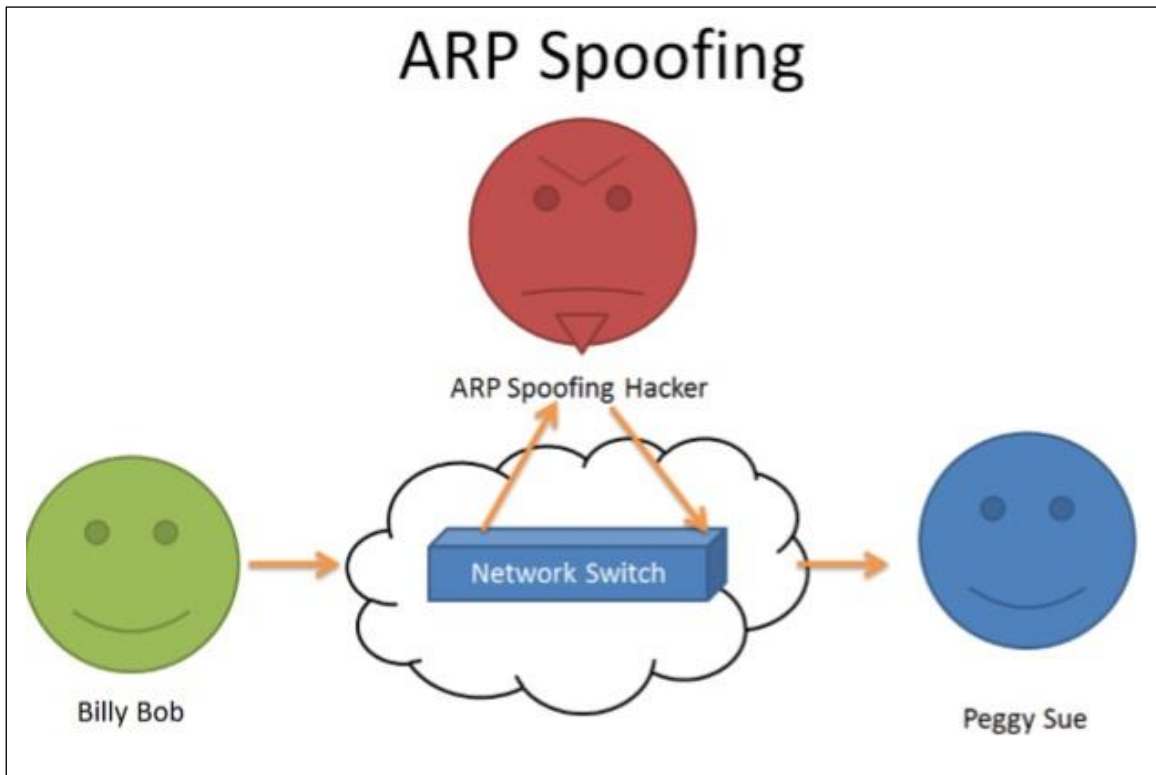 ARP Spoofing
ARP Spoofing Hacker
Network Switch
Billy Bob
Peggy Sue